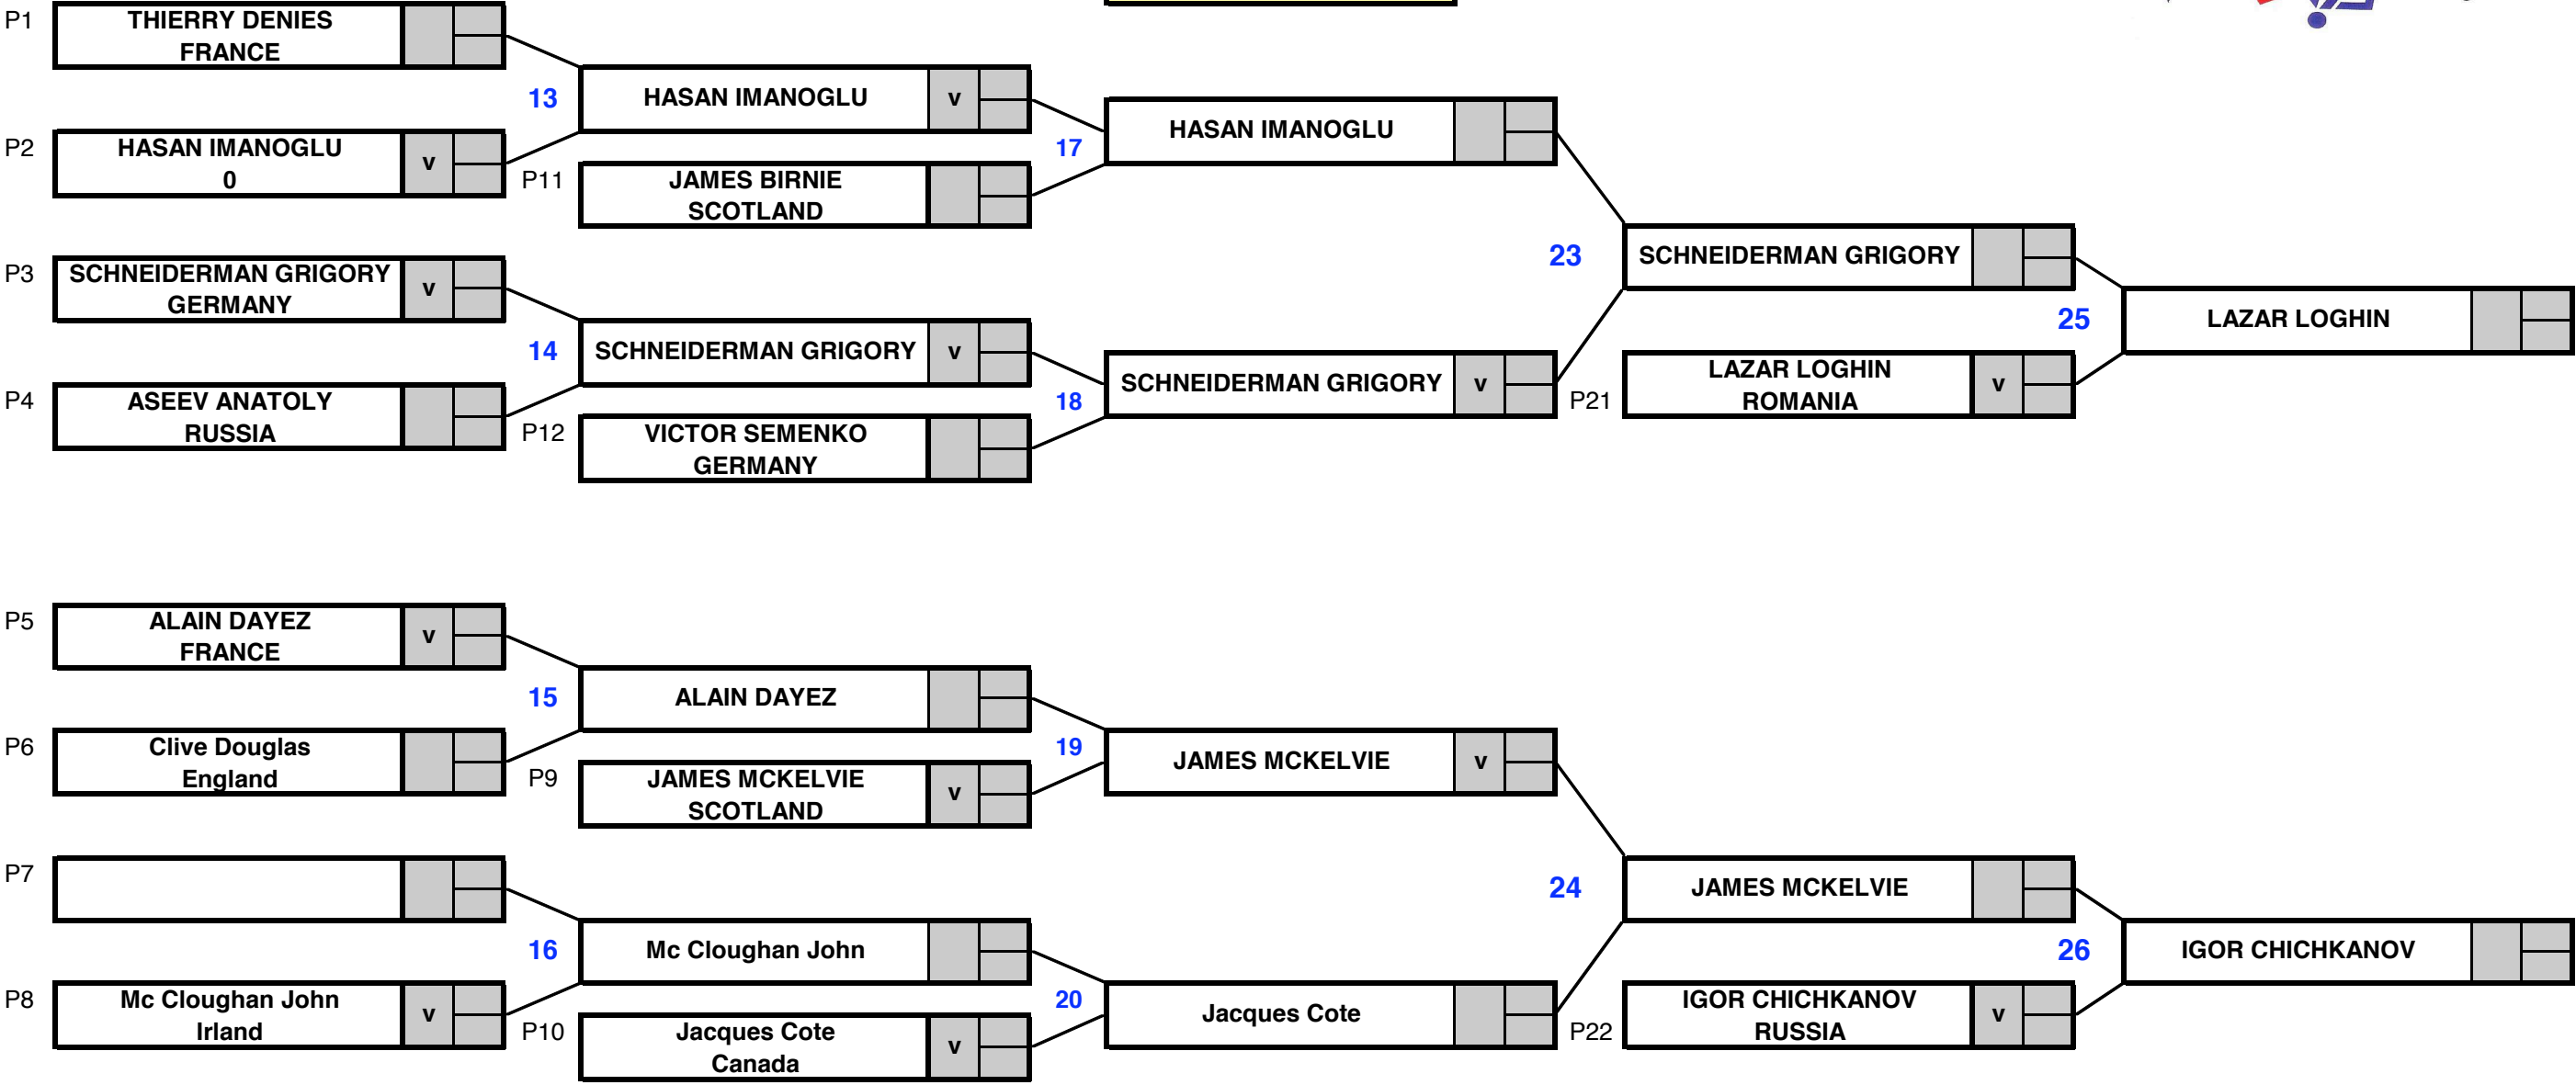 P1
THIERRY DENIES
FRANCE
13
HASAN IMANOGLU
v
P2
HASAN IMANOGLU
0
v
P11
JAMES BIRNIE
SCOTLAND
17
HASAN IMANOGLU
P3
SCHNEIDERMAN GRIGORY
GERMANY
v
14
SCHNEIDERMAN GRIGORY
v
P4
ASEEV ANATOLY
RUSSIA
P12
VICTOR SEMENKO
GERMANY
18
SCHNEIDERMAN GRIGORY
v
23
SCHNEIDERMAN GRIGORY
P21
LAZAR LOGHIN
ROMANIA
v
25
LAZAR LOGHIN
P5
ALAIN DAYEZ
FRANCE
v
15
ALAIN DAYEZ
P6
Clive Douglas
England
P9
JAMES MCKELVIE
SCOTLAND
v
19
JAMES MCKELVIE
v
P7
16
Mc Cloughan John
P8
Mc Cloughan John
Irland
v
P10
Jacques Cote
Canada
v
20
Jacques Cote
24
JAMES MCKELVIE
P22
IGOR CHICHKANOV
RUSSIA
v
26
IGOR CHICHKANOV